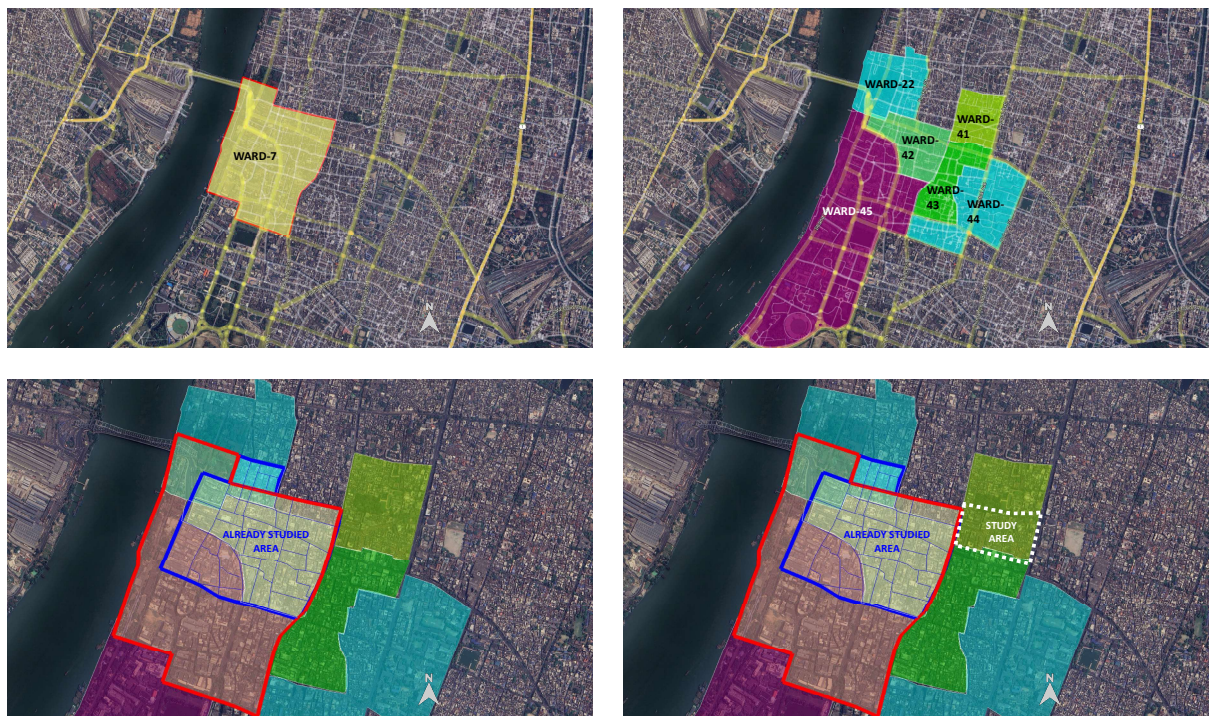 WARD-7
N
WARD-22
WARD-
41
WARD-
42
WARD-
43
WARD-
44
WARD-45
N
ALREADY STUDIED
AREA
N
ALREADY STUDIED
AREA
STUDY
AREA
N